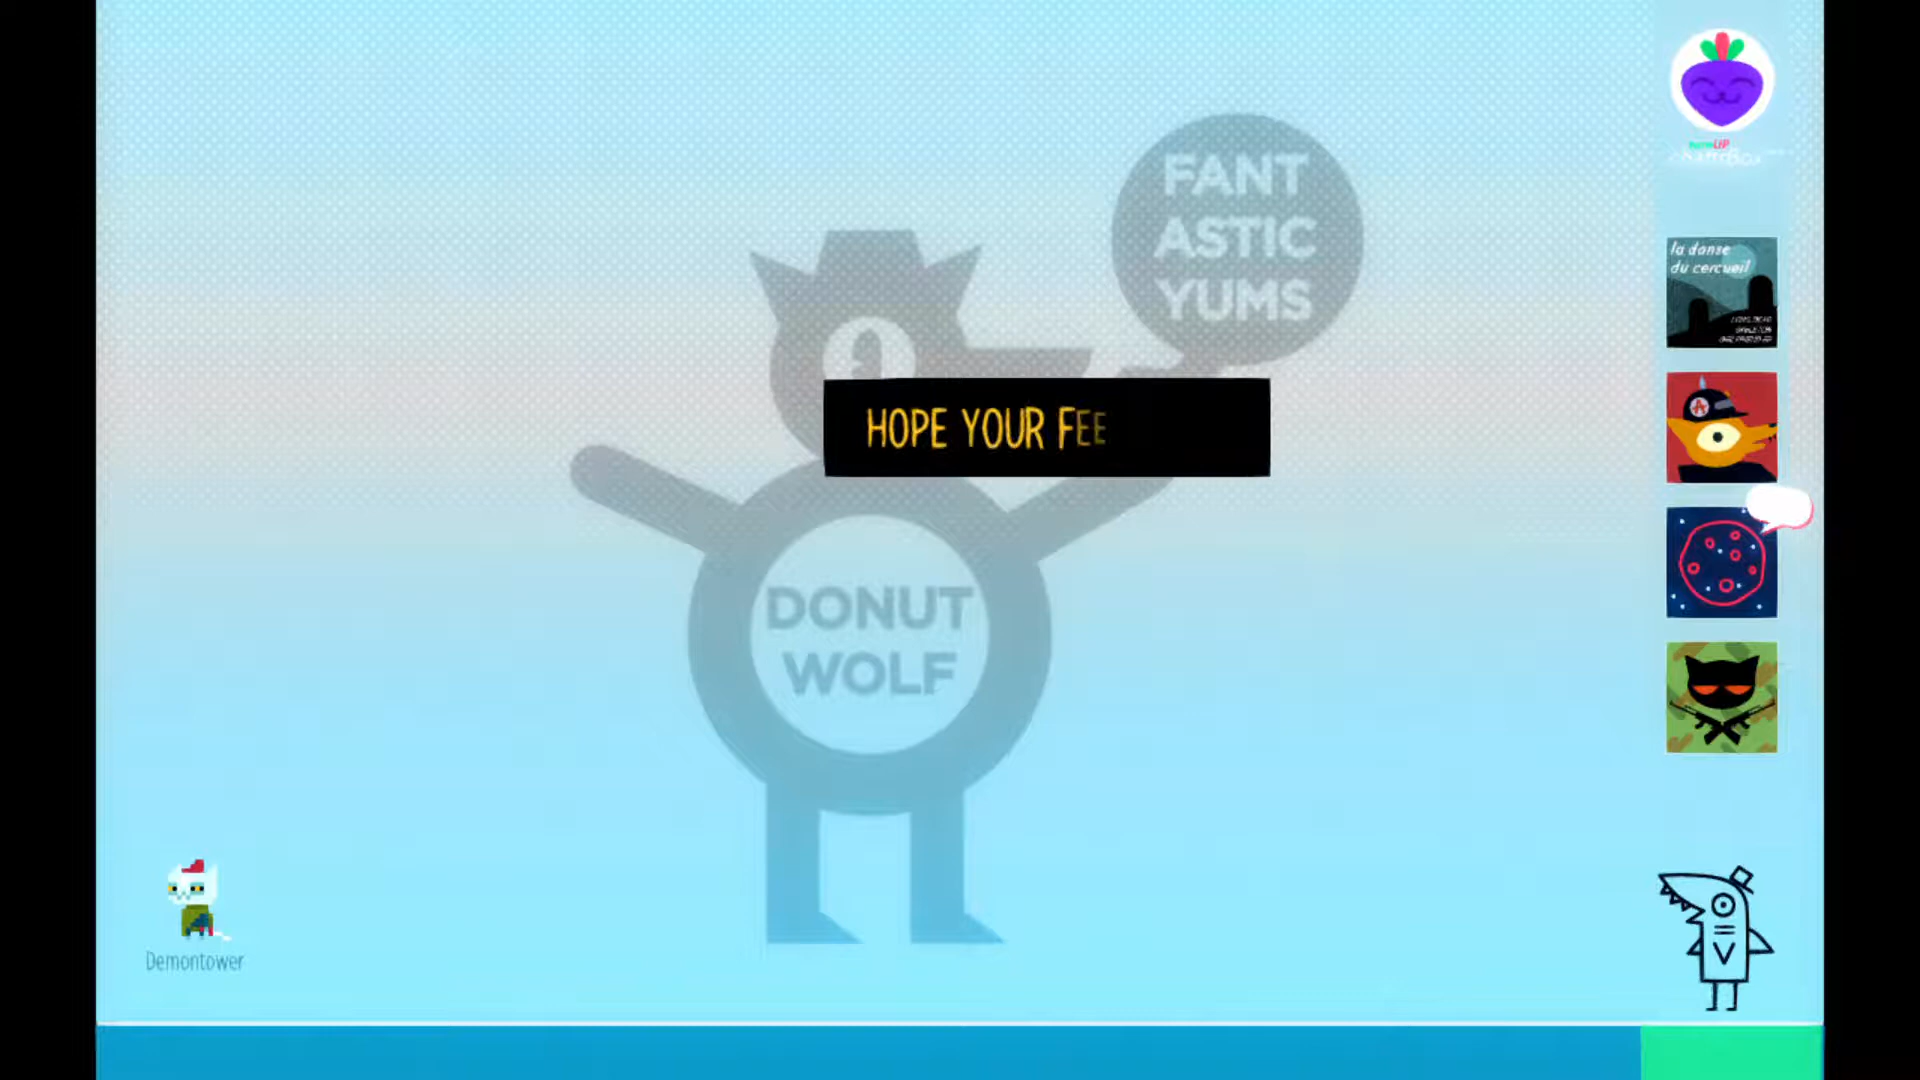 FANT
ASTIC
YUMS
la danse
du cercueil
HOPE YOUR FEE
DONUT
WOLF
Demontower